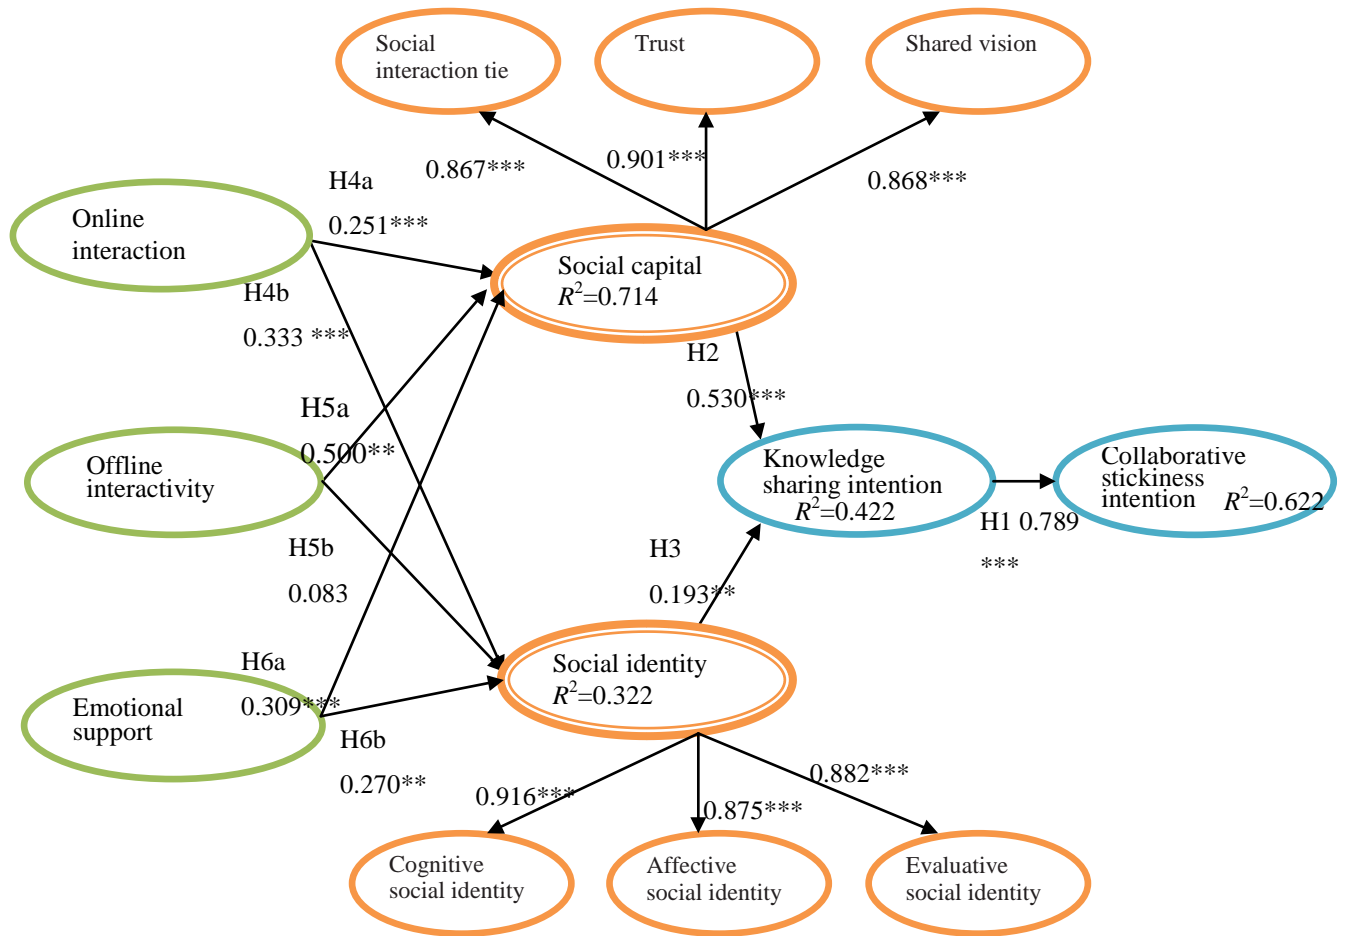 Social
interaction tie
Trust
Shared vision
0.867***
0.901***
0.868***
H4a
0.251***
Online
interaction
Social capital
R²=0.714
H4b
0.333 ***
H2
0.530***
H5a
0.500**
Offline
interactivity
Knowledge
sharing intention
R²=0.422
Collaborative
stickiness
intention R²=0.622
H1 0.789
***
H5b
0.083
H3
0.193**
H6a
0.309***
Social identity
R²=0.322
Emotional
support
H6b
0.270**
0.916***
0.875***
0.882***
Cognitive
social identity
Affective
social identity
Evaluative
social identity